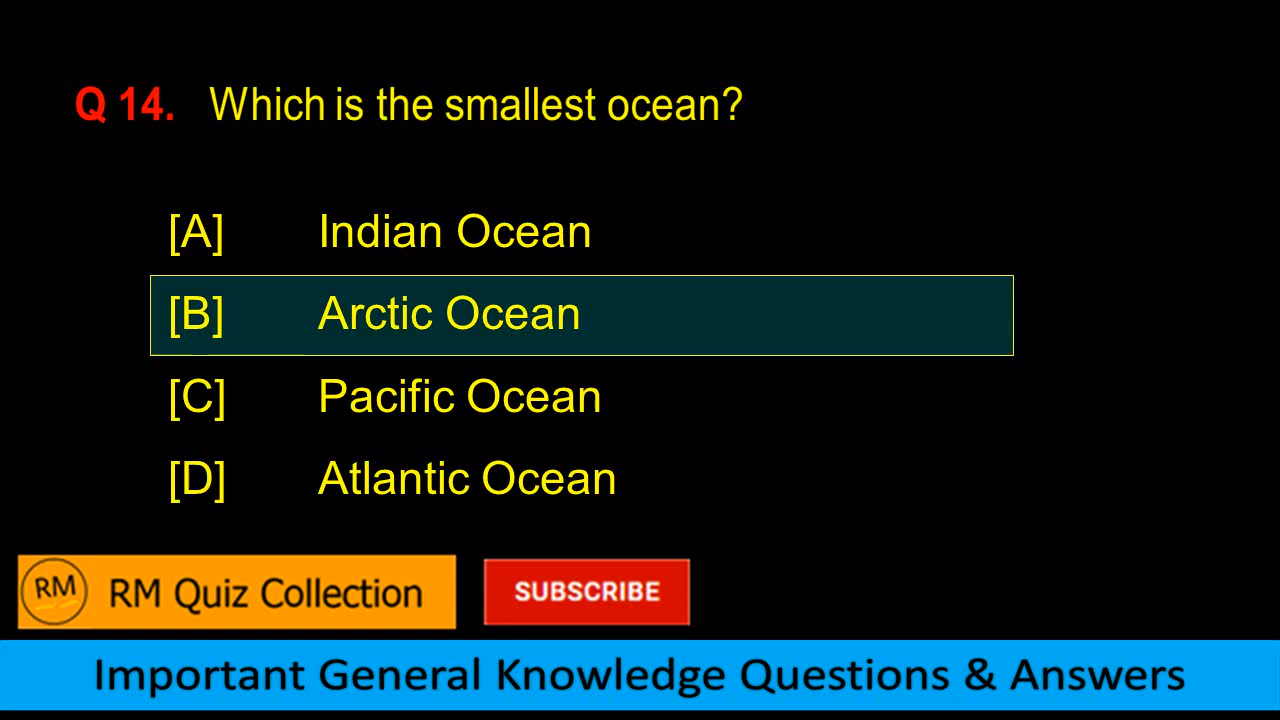 Q 14. Which is the smallest ocean?
[A] Indian Ocean
[B] Arctic Ocean
[C] Pacific Ocean
[D] Atlantic Ocean
RM RM Quiz Collection SUBSCRIBE
Important General Knowledge Questions & Answers